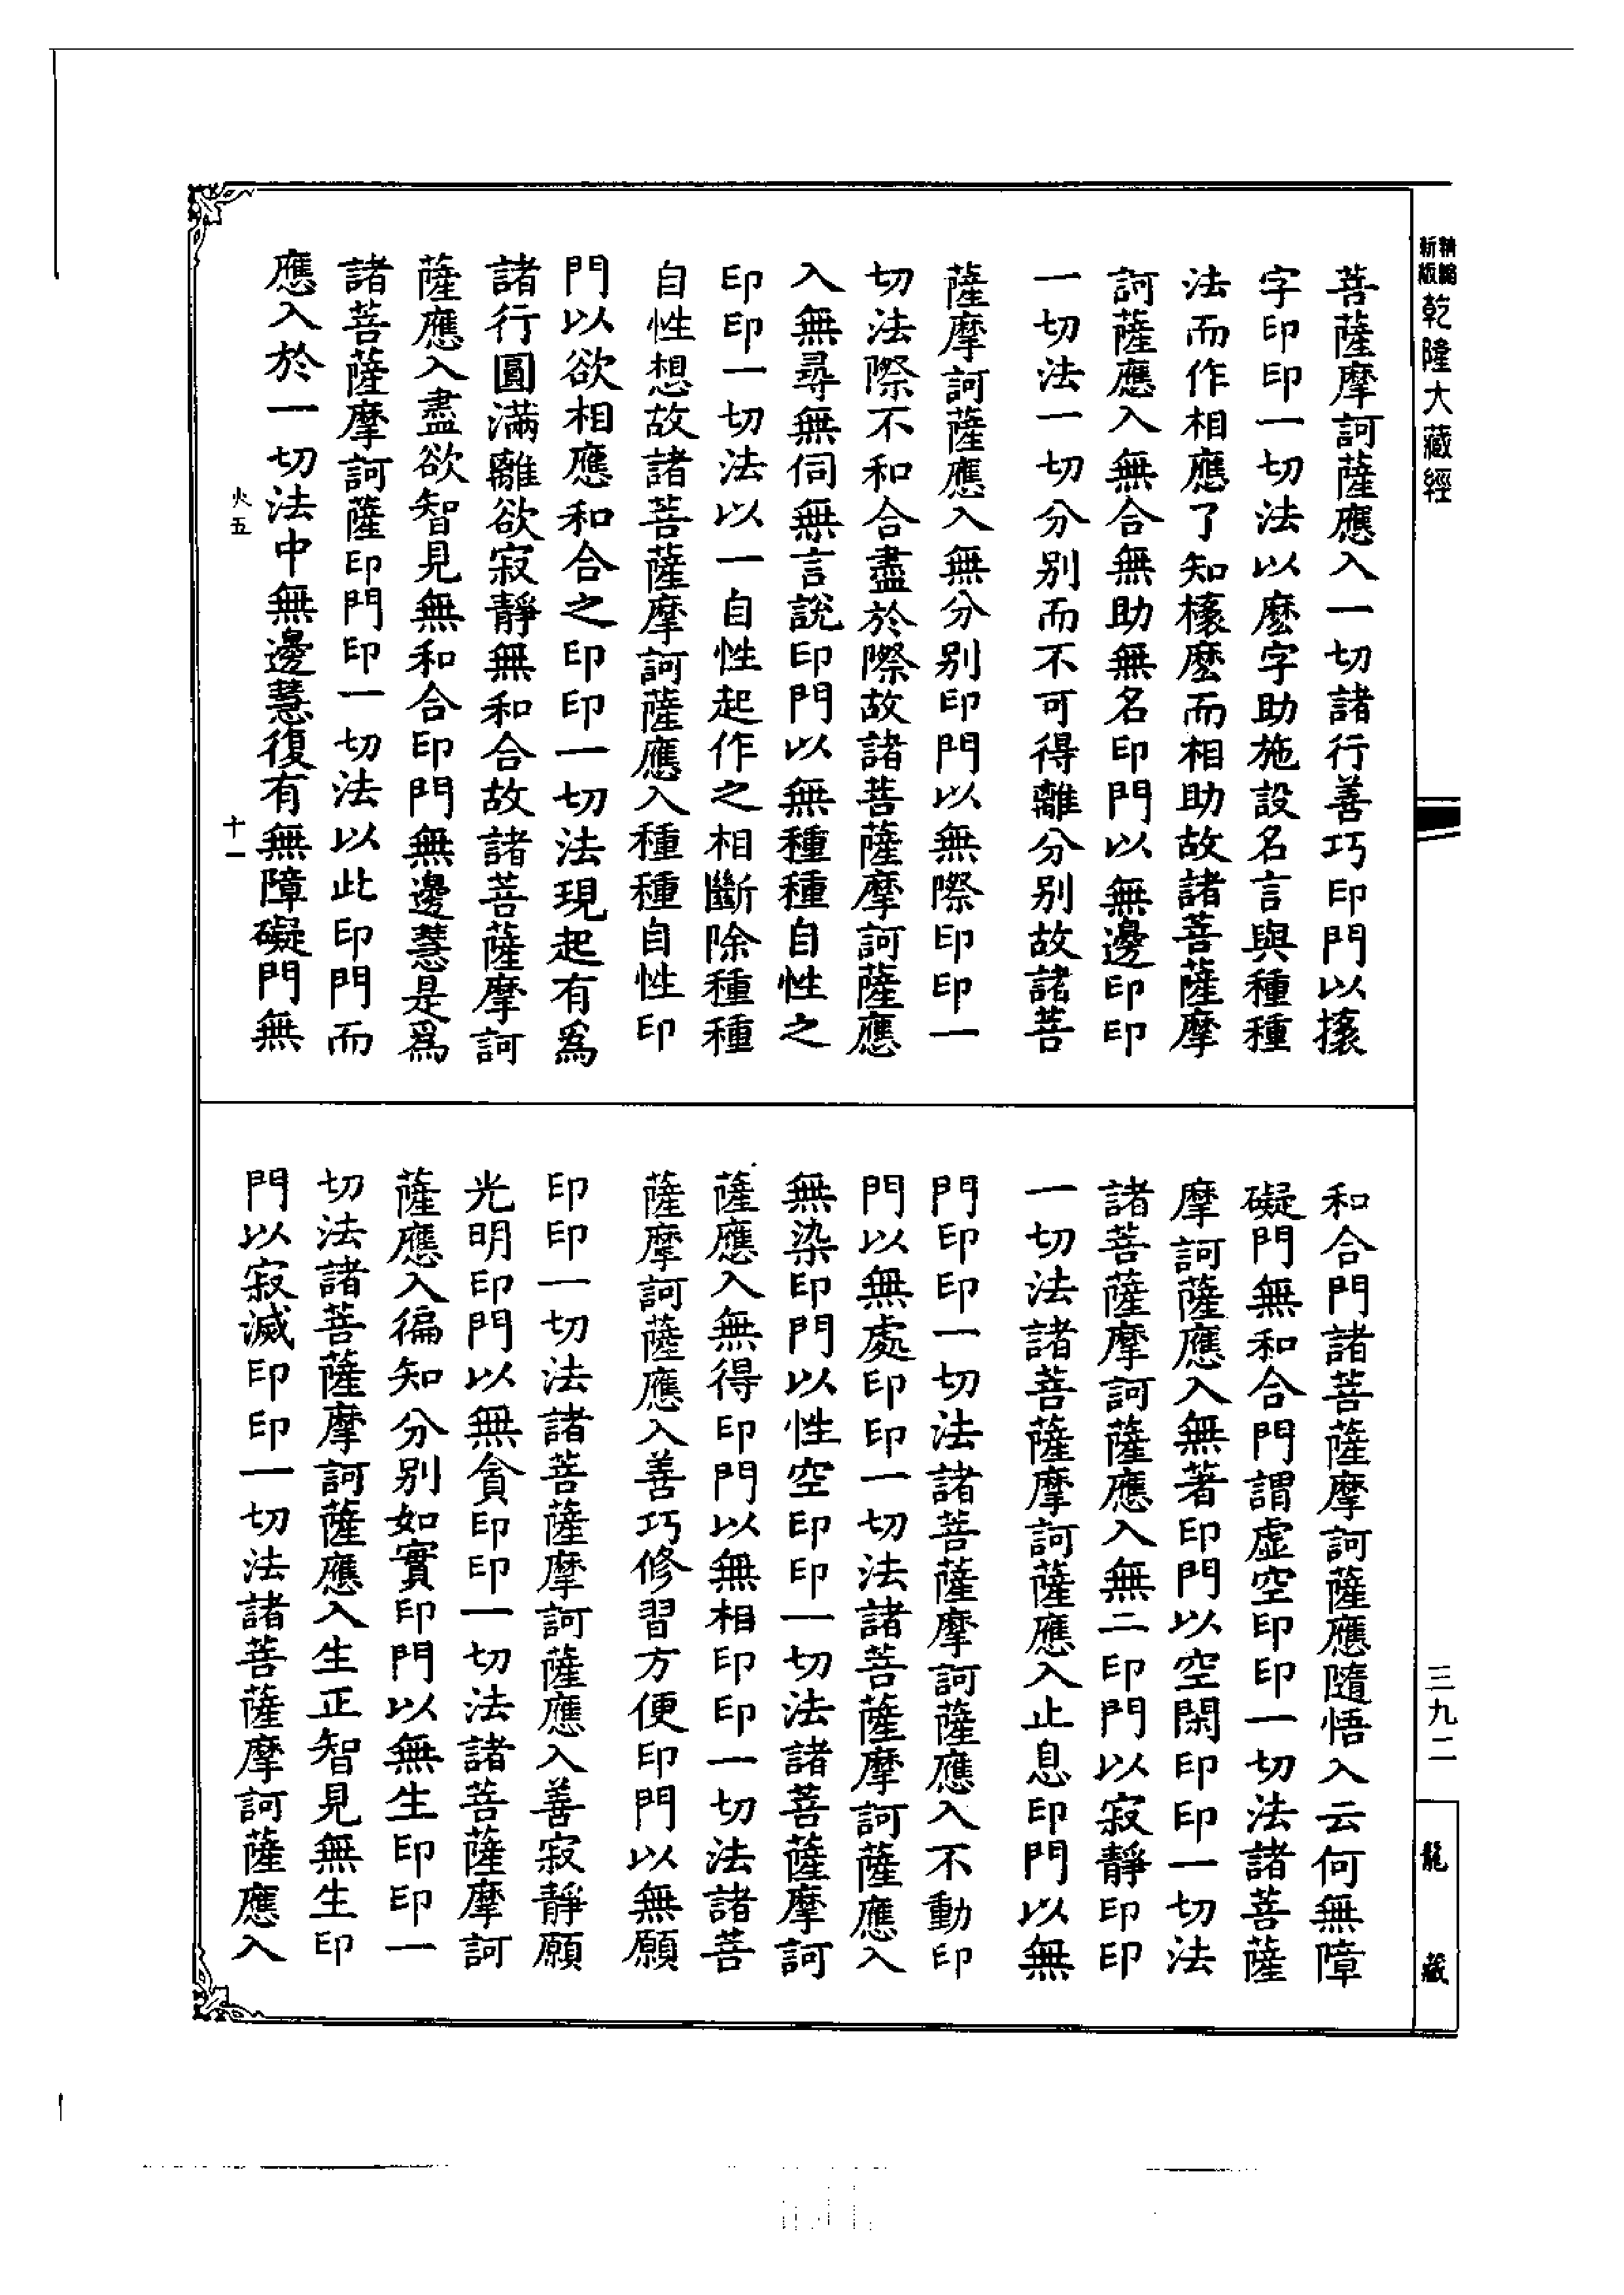 精編
新版
乾隆大藏經
菩薩摩訶薩應入一切諸行善巧印門以㨾
字印印一切法以麽字助施設名言與種種
法而作相應了知㨾麽而相助故諸菩薩摩
訶薩應入無合無助無名印門以無邊印印
一切法一切分别而不可得離分别故諸菩
薩摩訶薩應入無分别印門以無際印印一
切法際不和合盡於際故諸菩薩摩訶薩應
入無尋無伺無言說印門以無種種自性之
印印一切法以一自性起作之相斷除種種
自性想故諸菩薩摩訶薩應入種種自性印
門以欲相應和合之印印一切法現起有爲
諸行圓滿離欲寂靜無和合故諸菩薩摩訶
薩應入盡欲智見無和合印門無邊慧是爲
諸菩薩摩訶薩印門印一切法以此印門而
應入於一切法中無邊慧復有無障礙門無
火五
十一
和合門諸菩薩摩訶薩應隨悟入云何無障
礙門無和合門謂虚空印印一切法諸菩薩
摩訶薩應入無著印門以空閑印印一切法
諸菩薩摩訶薩應入無二印門以寂靜印印
一切法諸菩薩摩訶薩應入止息印門以無
門印印一切法諸菩薩摩訶薩應入不動印
門以無處印印一切法諸菩薩摩訶薩應入
無染印門以性空印印一切法諸菩薩摩訶
薩應入無得印門以無相印印一切法諸菩
薩摩訶薩應入善巧修習方便印門以無願
印印一切法諸菩薩摩訶薩應入善寂靜願
光明印門以無貪印印一切法諸菩薩摩訶
薩應入徧知分别如實印門以無生印印一
切法諸菩薩摩訶薩應入生正智見無生印
門以寂滅印印一切法諸菩薩摩訶薩應入
三九二
龍藏